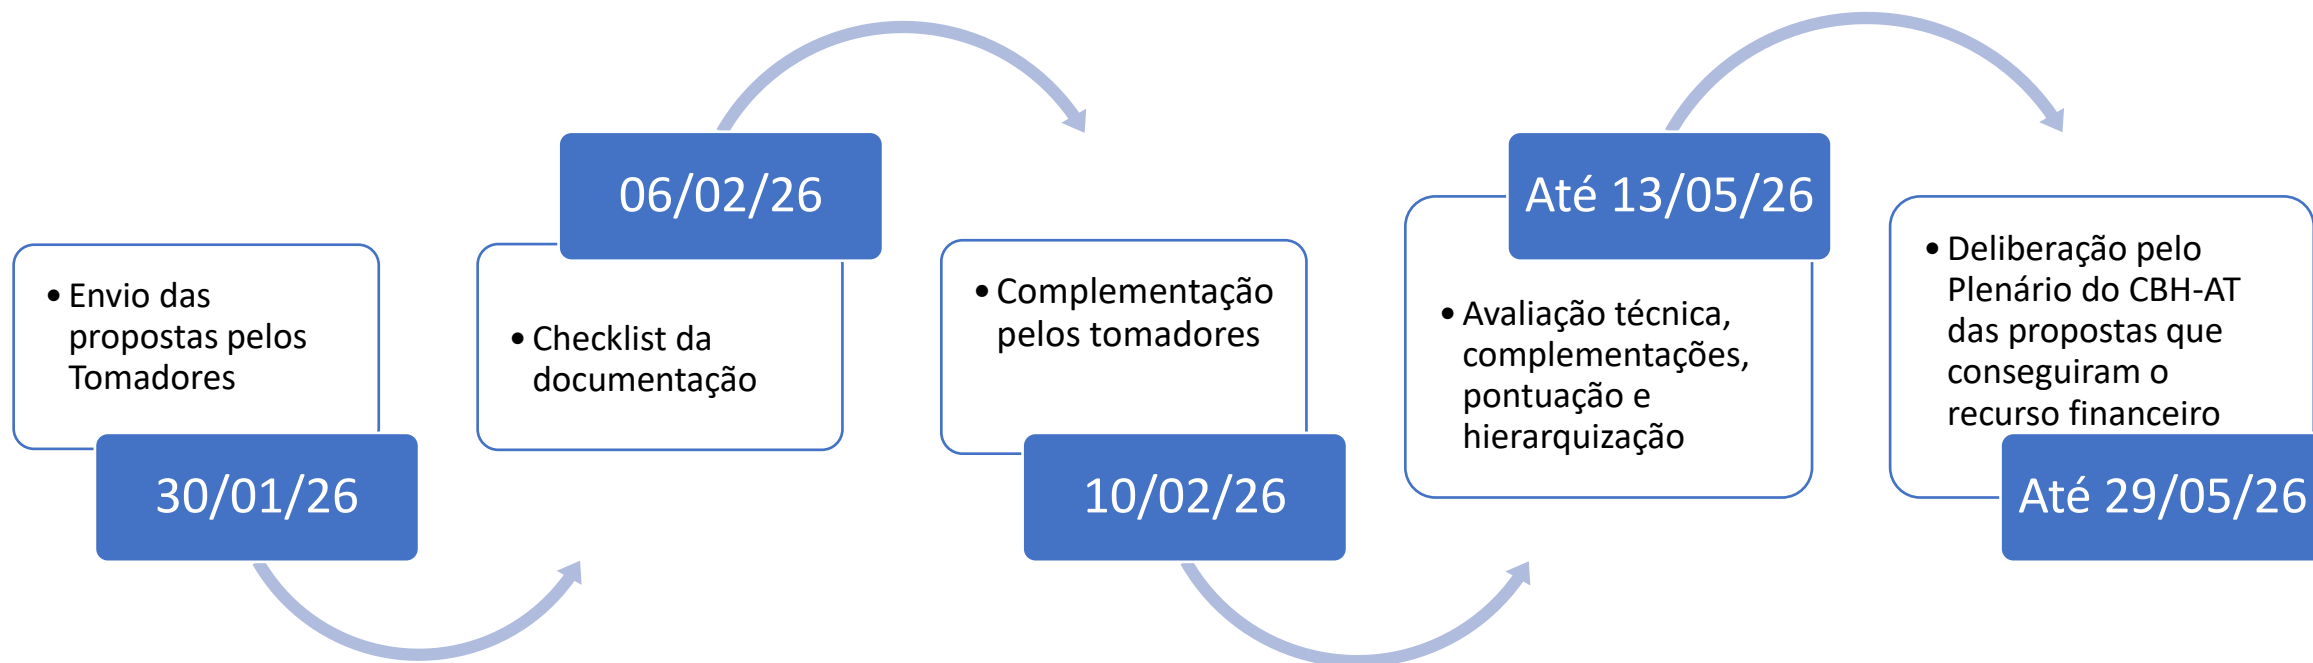 • Envio das
propostas pelos
Tomadores
30/01/26
06/02/26
• Checklist da
documentação
• Complementação
pelos tomadores
10/02/26
Até 13/05/26
• Avaliação técnica,
complementações,
pontuação e
hierarquização
• Deliberação pelo
Plenário do CBH-AT
das propostas que
conseguiram o
recurso financeiro
Até 29/05/26